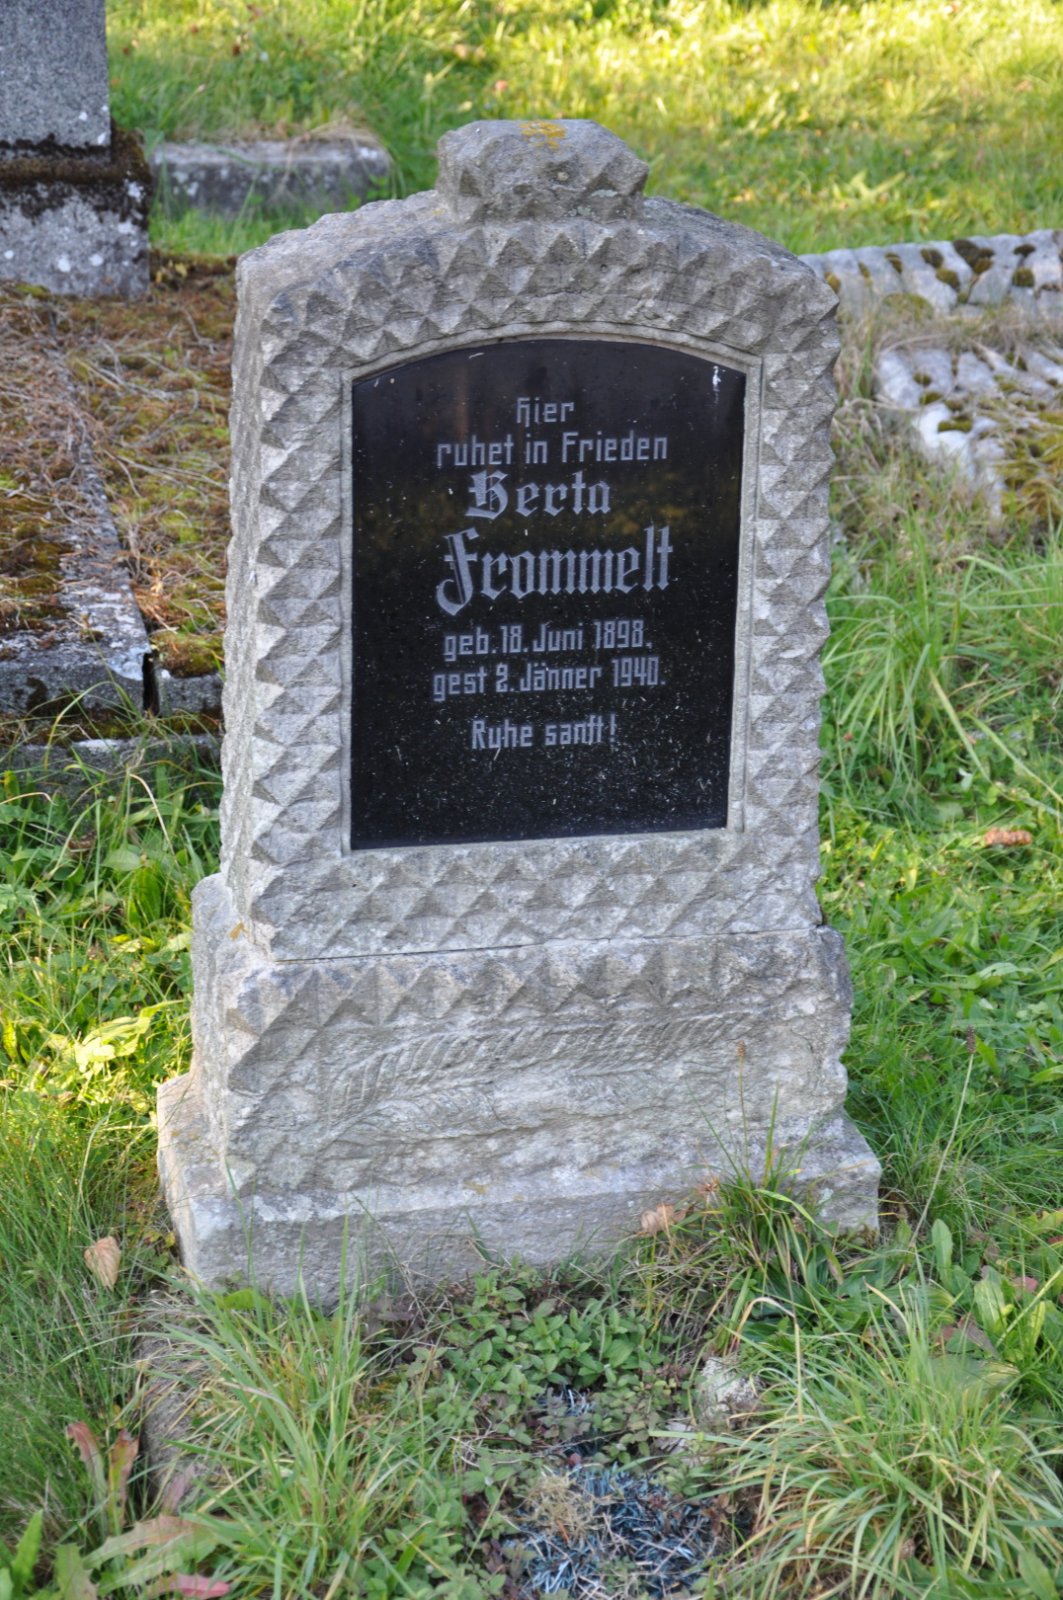 Hier
ruhet in Frieden
Berta
Frommelt
geb. 18. Juni 1898.
gest 2. Jänner 1940.
Ruhe sanft!